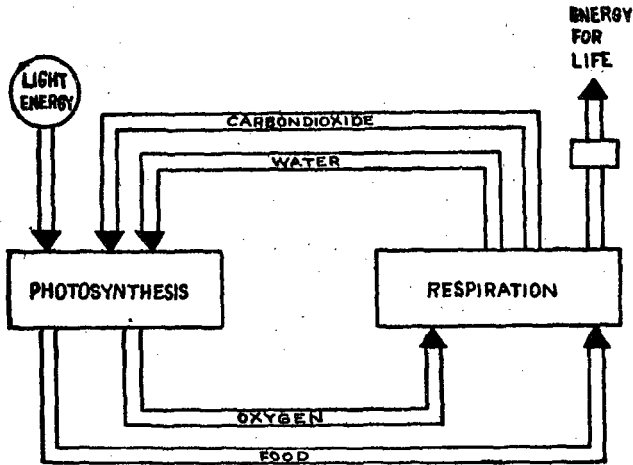 ENERGY
FOR
LIFE
LIGHT
ENERGY
CARBONDIOXIDE
WATER
PHOTOSYNTHESIS
RESPIRATION
OXYGEN
FOOD